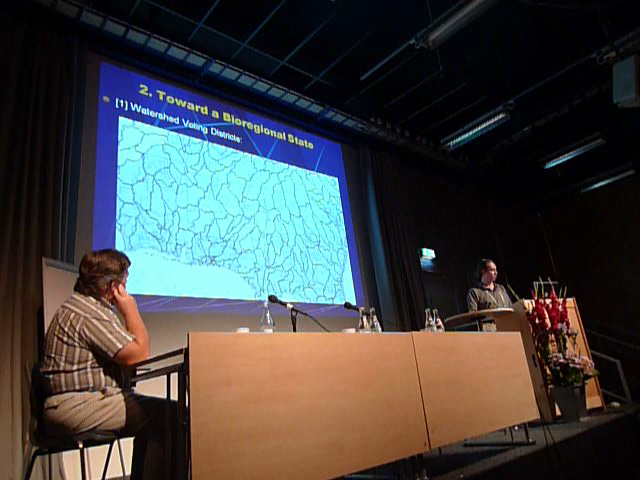 2. Toward a Bioregional State
[1] Watershed Voting Districts: